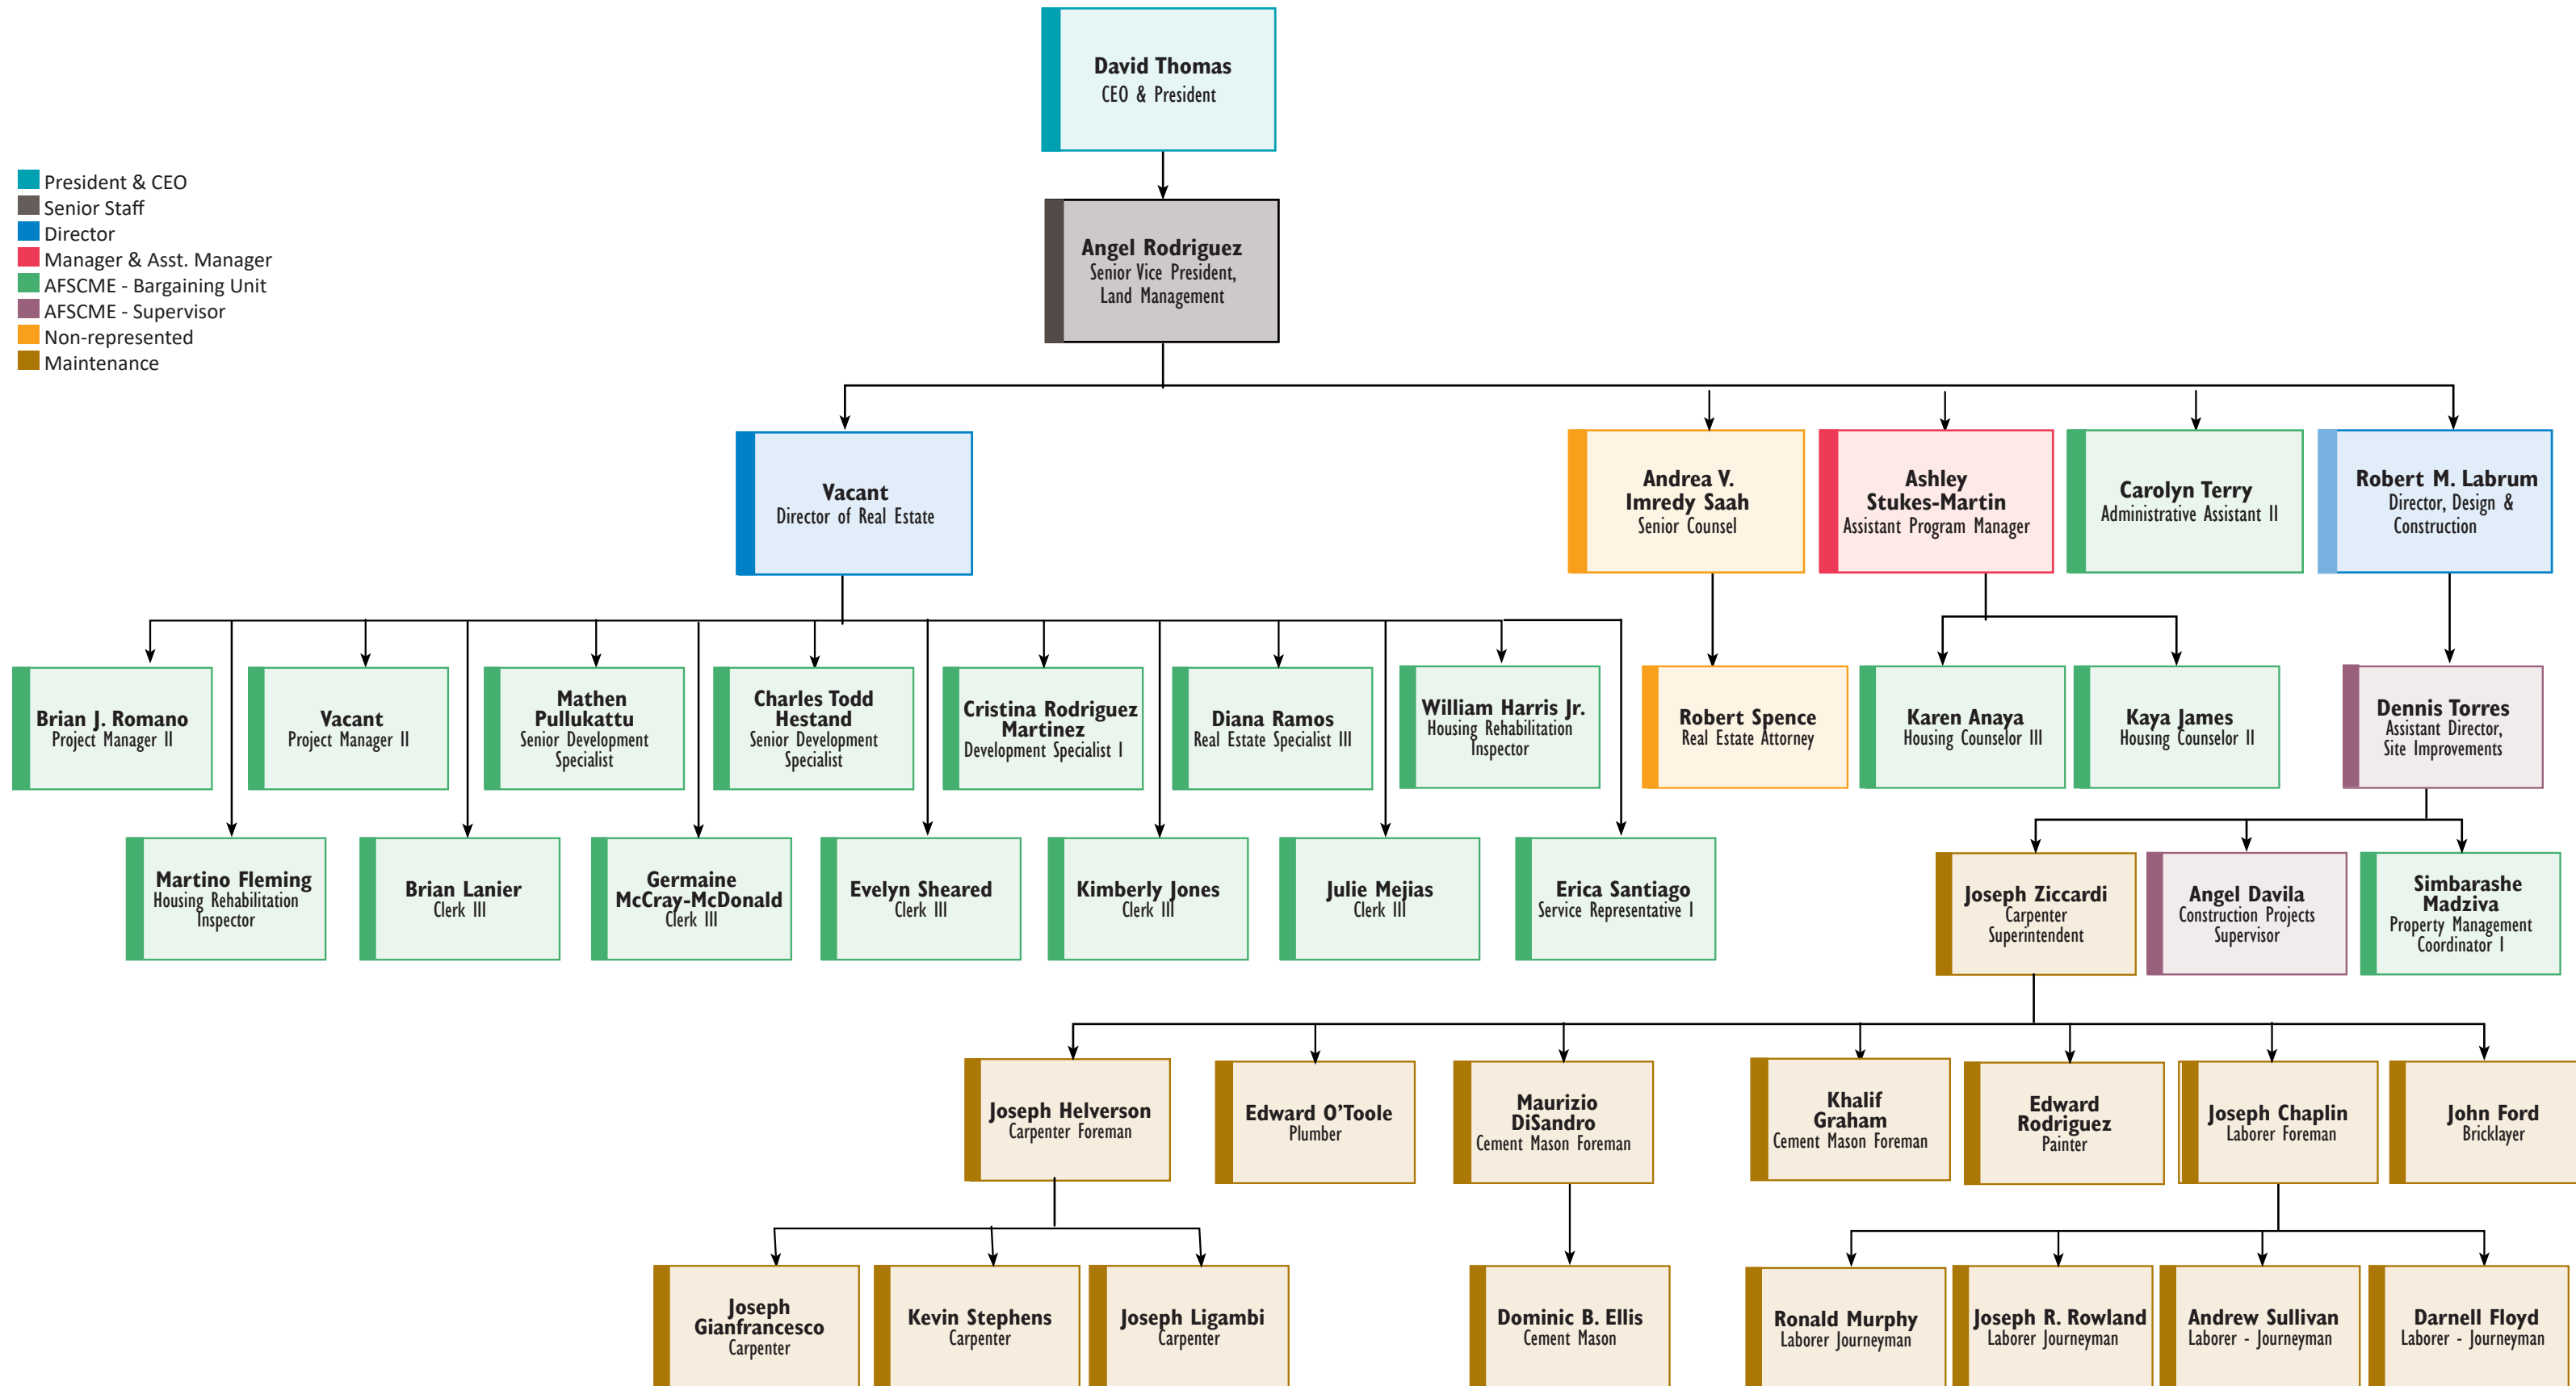 David Thomas
CEO & President
President & CEO
Senior Staff
Director
Manager & Asst. Manager
AFSCME - Bargaining Unit
AFSCME - Supervisor
Non-represented
Maintenance
Angel Rodriguez
Senior Vice President,
Land Management
Vacant
Director of Real Estate
Andrea V.
Imredy Saah
Senior Counsel
Ashley
Stukes-Martin
Assistant Program Manager
Carolyn Terry
Administrative Assistant II
Robert M. Labrum
Director, Design &
Construction
Brian J. Romano
Project Manager II
Vacant
Project Manager II
Mathen
Pullukattu
Senior Development
Specialist
Charles Todd
Hestand
Senior Development
Specialist
Cristina Rodriguez
Martinez
Development Specialist I
Diana Ramos
Real Estate Specialist III
William Harris Jr.
Housing Rehabilitation
Inspector
Robert Spence
Real Estate Attorney
Karen Anaya
Housing Counselor III
Kaya James
Housing Counselor II
Dennis Torres
Assistant Director,
Site Improvements
Martino Fleming
Housing Rehabilitation
Inspector
Brian Lanier
Clerk III
Germaine
McCray-McDonald
Clerk III
Evelyn Sheared
Clerk III
Kimberly Jones
Clerk III
Julie Mejias
Clerk III
Erica Santiago
Service Representative I
Joseph Ziccardi
Carpenter
Superintendent
Angel Davila
Construction Projects
Supervisor
Simbarashe
Madziva
Property Management
Coordinator I
Joseph Helverson
Carpenter Foreman
Edward O'Toole
Plumber
Maurizio
DiSandro
Cement Mason Foreman
Khalif
Graham
Cement Mason Foreman
Edward
Rodriguez
Painter
Joseph Chaplin
Laborer Foreman
John Ford
Bricklayer
Joseph
Gianfrancesco
Carpenter
Kevin Stephens
Carpenter
Joseph Ligambi
Carpenter
Dominic B. Ellis
Cement Mason
Ronald Murphy
Laborer Journeyman
Joseph R. Rowland
Laborer Journeyman
Andrew Sullivan
Laborer - Journeyman
Darnell Floyd
Laborer - Journeyman